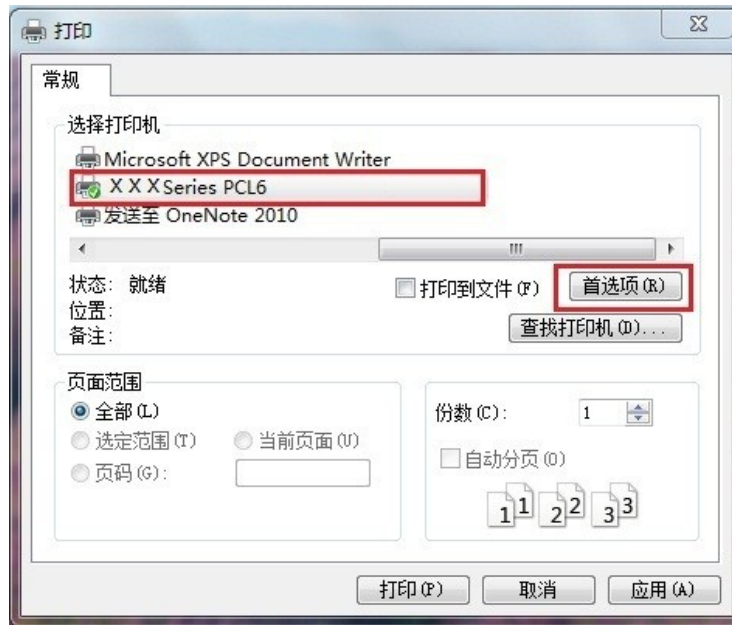 打印
常规
选择打印机
Microsoft XPS Document Writer
X X X Series PCL6
发送至 OneNote 2010
状态: 就绪
打印到文件(F) 首选项(R)
位置:
查找打印机(D)...
备注:
页面范围
全部(L)
份数(C): 1
选定范围(T) 当前页面(U)
页码(G):
自动分页(O)
1 1 2 2 3 3
打印(P) 取消 应用(A)